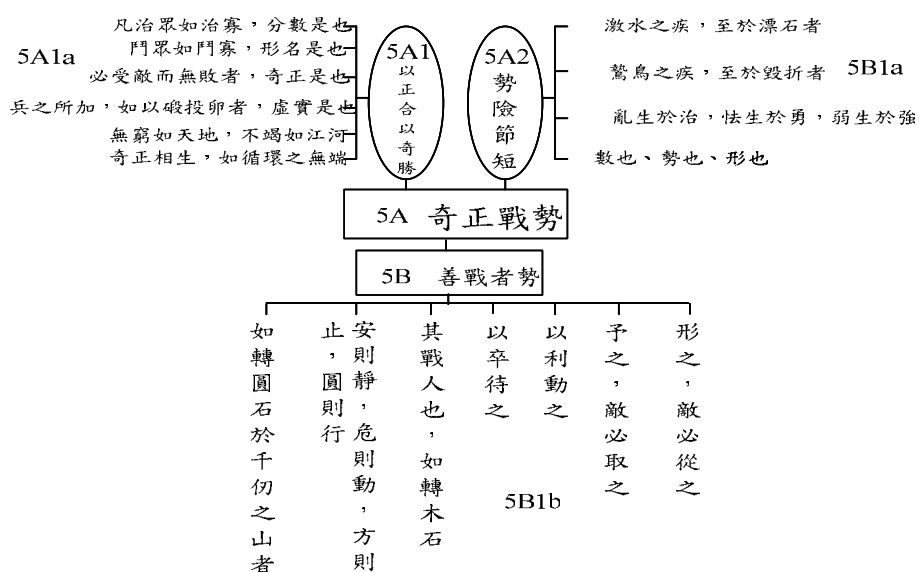 5A1a
凡治眾如治寡，分數是也
鬥眾如鬥寡，形名是也
必受敵而無敗者，奇正是也
兵之所加，如以碫投卵者，虛實是也
無窮如天地，不竭如江河
奇正相生，如循環之無端
5A1
以正合以奇勝
5A2
勢險節短
激水之疾，至於漂石者
鷙鳥之疾，至於毀折者
亂生於治，怯生於勇，弱生於強
數也、勢也、形也
5B1a
5A 奇正戰勢
5B 善戰者勢
形之，敵必從之
予之，敵必取之
以利動之
以卒待之
其戰人也，如轉木石
安則靜，危則動，方則
止，圓則行
如轉圓石於千仞之山者
5B1b